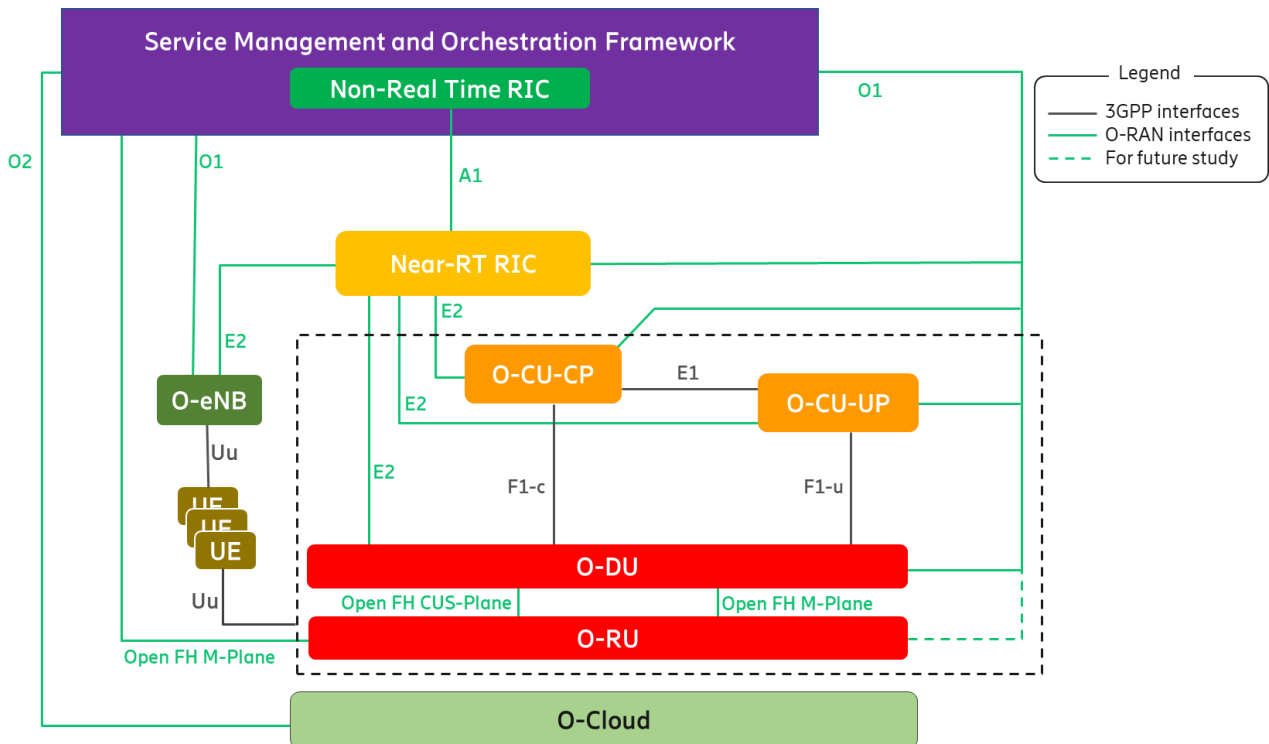 Service Management and Orchestration Framework
Non-Real Time RIC
Legend
3GPP interfaces
O-RAN interfaces
For future study
O1
O2
O1
A1
Near-RT RIC
E2
E2
O-CU-CP
E1
O-CU-UP
O-eNB
E2
Uu
E2
F1-c
F1-u
UE
UE
UE
O-DU
Uu
Open FH CUS-Plane
Open FH M-Plane
O-RU
Open FH M-Plane
O-Cloud